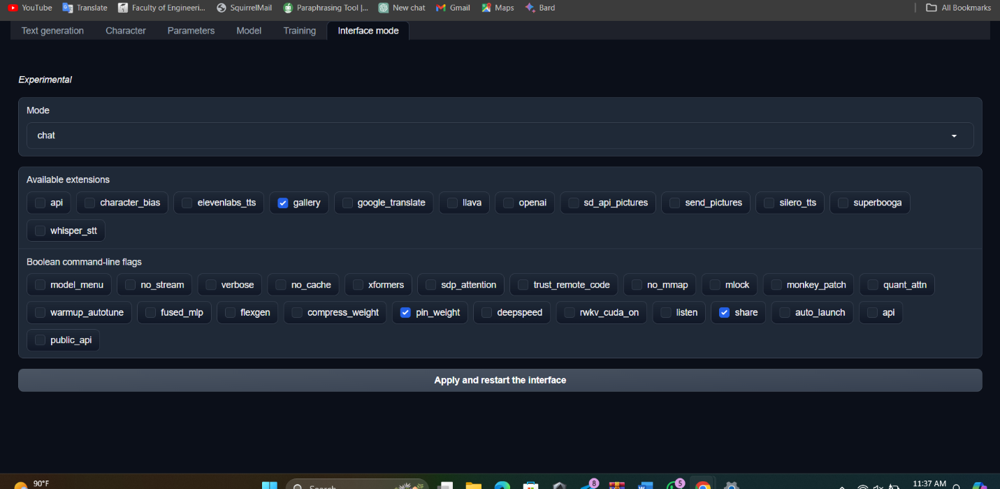 YouTube Translate Faculty of Engineeri... SquirrelMail Paraphrasing Tool |... New chat Gmail Maps Bard All Bookmarks
Text generation Character Parameters Model Training Interface mode
Experimental
Mode
chat
Available extensions
api character_bias elevenlabs_tts gallery google_translate llava openai sd_api_pictures send_pictures silero_tts superbooga
whisper_stt
Boolean command-line flags
model_menu no_stream verbose no_cache xformers sdp_attention trust_remote_code no_mmap mlock monkey_patch quant_attn
warmup_autotune fused_mlp flexgen compress_weight pin_weight deepspeed rwkv_cuda_on listen share auto_launch api
public_api
Apply and restart the interface
90°F Search 8 5 11:37 AM